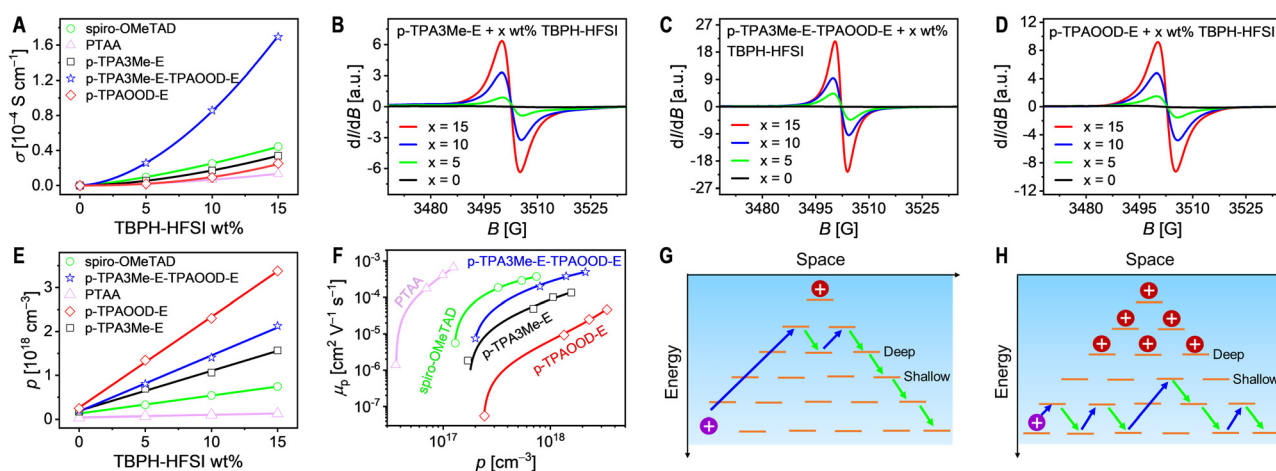 A
spiro-OMeTAD
PTAA
p-TPA3Me-E
p-TPA3Me-E-TPAOOD-E
p-TPAOOD-E
σ [10⁻⁴ S cm⁻¹]
1.6
1.2
0.8
0.4
0.0
0 5 10 15
TBPH-HFSI wt%
B
p-TPA3Me-E + x wt% TBPH-HFSI
dI/dB [a.u.]
6
3
0
-3
-6
x = 15
x = 10
x = 5
x = 0
3480 3495 3510 3525
B [G]
C
p-TPA3Me-E-TPAOOD-E + x wt%
TBPH-HFSI
dI/dB [a.u.]
27
18
9
0
-9
-18
-27
x = 15
x = 10
x = 5
x = 0
3480 3495 3510 3525
B [G]
D
p-TPAOOD-E + x wt% TBPH-HFSI
dI/dB [a.u.]
12
8
4
0
-4
-8
-12
x = 15
x = 10
x = 5
x = 0
3480 3495 3510 3525
B [G]
E
spiro-OMeTAD
p-TPA3Me-E-TPAOOD-E
PTAA
p-TPAOOD-E
p-TPA3Me-E
p [10¹⁸ cm⁻³]
3
2
1
0
0 5 10 15
TBPH-HFSI wt%
F
μp [cm² V⁻¹ s⁻¹]
10⁻³
10⁻⁴
10⁻⁵
10⁻⁶
10⁻⁷
PTAA
spiro-OMeTAD
p-TPA3Me-E-TPAOOD-E
p-TPA3Me-E
p-TPAOOD-E
10¹⁷ 10¹⁸
p [cm⁻³]
G
Space
Energy
+
Deep
Shallow
+
H
Space
Energy
+
+ +
+ + +
Deep
Shallow
+